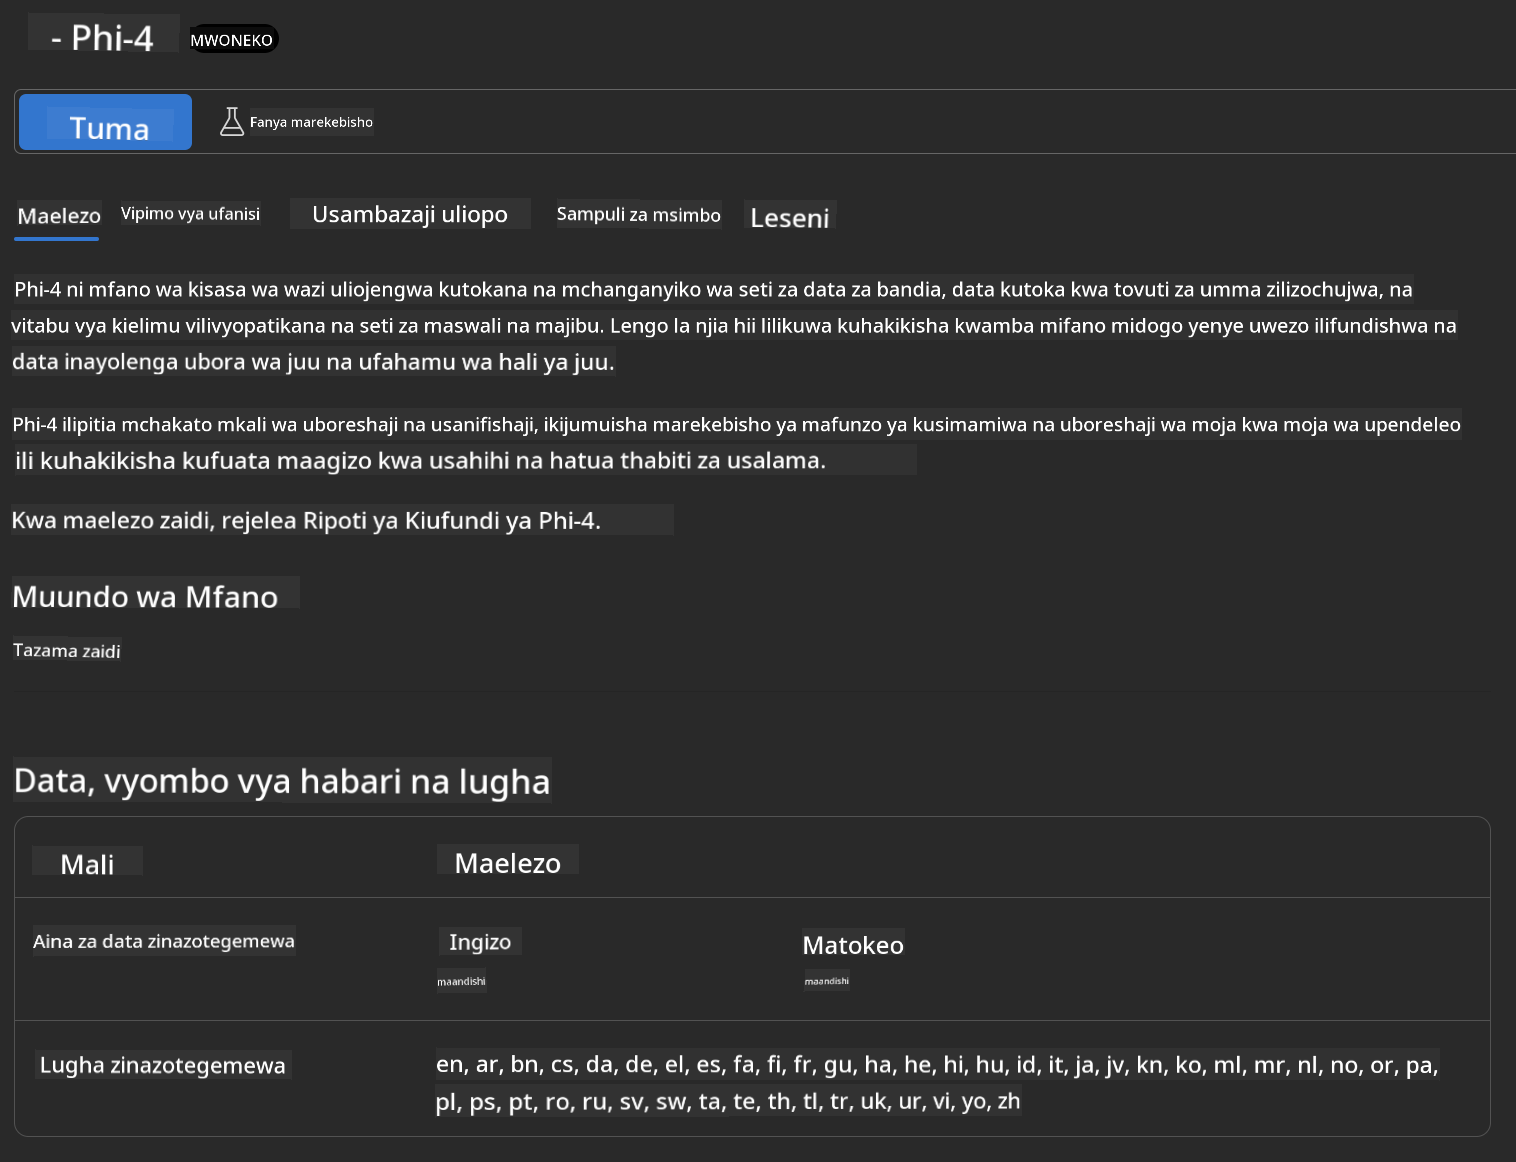 - Phi-4 MWONEKO
Tuma Fanya marekebisho
Maelezo Vipimo vya ufanisi Usambazaji uliopo Sampuli za msimbo Leseni
Phi-4 ni mfano wa kisasa wa wazi uliojengwa kutokana na mchanganyiko wa seti za data za bandia, data kutoka kwa tovuti za umma zilizochujwa, na
vitabu vya kielimu vilivyopatikana na seti za maswali na majibu. Lengo la njia hii lilikuwa kuhakikisha kwamba mifano midogo yenye uwezo ilifundishwa na
data inayolenga ubora wa juu na ufahamu wa hali ya juu.
Phi-4 ilipitia mchakato mkali wa uboreshaji na usanifishaji, ikijumuisha marekebisho ya mafunzo ya kusimamiwa na uboreshaji wa moja kwa moja wa upendeleo
ili kuhakikisha kufuata maagizo kwa usahihi na hatua thabiti za usalama.
Kwa maelezo zaidi, rejelea Ripoti ya Kiufundi ya Phi-4.
Muundo wa Mfano
Tazama zaidi
Data, vyombo vya habari na lugha
Mali Maelezo
Aina za data zinazotegemewa Ingizo Matokeo
maandishi maandishi
Lugha zinazotegemewa en, ar, bn, cs, da, de, el, es, fa, fi, fr, gu, ha, he, hi, hu, id, it, ja, jv, kn, ko, ml, mr, nl, no, or, pa,
pl, ps, pt, ro, ru, sv, sw, ta, te, th, tl, tr, uk, ur, vi, yo, zh